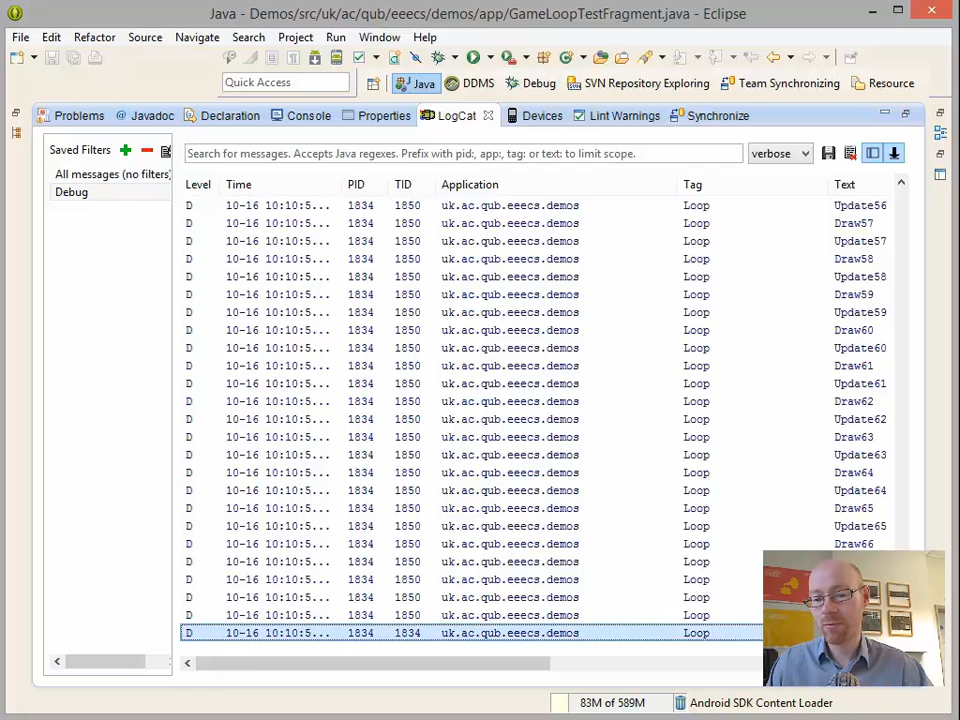 Java - Demos/src/uk/ac/qub/eeecs/demos/app/GameLoopTestFragment.java - Eclipse
File Edit Refactor Source Navigate Search Project Run Window Help
Quick Access Java DDMS Debug SVN Repository Exploring Team Synchronizing Resource
Problems Javadoc Declaration Console Properties LogCat Devices Lint Warnings Synchronize
Saved Filters Search for messages. Accepts Java regexes. Prefix with pid:, app:, tag: or text: to limit scope. verbose
All messages (no filters) Level Time PID TID Application Tag Text
Debug
D 10-16 10:10:5... 1834 1850 uk.ac.qub.eeecs.demos Loop Update56
D 10-16 10:10:5... 1834 1850 uk.ac.qub.eeecs.demos Loop Draw57
D 10-16 10:10:5... 1834 1850 uk.ac.qub.eeecs.demos Loop Update57
D 10-16 10:10:5... 1834 1850 uk.ac.qub.eeecs.demos Loop Draw58
D 10-16 10:10:5... 1834 1850 uk.ac.qub.eeecs.demos Loop Update58
D 10-16 10:10:5... 1834 1850 uk.ac.qub.eeecs.demos Loop Draw59
D 10-16 10:10:5... 1834 1850 uk.ac.qub.eeecs.demos Loop Update59
D 10-16 10:10:5... 1834 1850 uk.ac.qub.eeecs.demos Loop Draw60
D 10-16 10:10:5... 1834 1850 uk.ac.qub.eeecs.demos Loop Update60
D 10-16 10:10:5... 1834 1850 uk.ac.qub.eeecs.demos Loop Draw61
D 10-16 10:10:5... 1834 1850 uk.ac.qub.eeecs.demos Loop Update61
D 10-16 10:10:5... 1834 1850 uk.ac.qub.eeecs.demos Loop Draw62
D 10-16 10:10:5... 1834 1850 uk.ac.qub.eeecs.demos Loop Update62
D 10-16 10:10:5... 1834 1850 uk.ac.qub.eeecs.demos Loop Draw63
D 10-16 10:10:5... 1834 1850 uk.ac.qub.eeecs.demos Loop Update63
D 10-16 10:10:5... 1834 1850 uk.ac.qub.eeecs.demos Loop Draw64
D 10-16 10:10:5... 1834 1850 uk.ac.qub.eeecs.demos Loop Update64
D 10-16 10:10:5... 1834 1850 uk.ac.qub.eeecs.demos Loop Draw65
D 10-16 10:10:5... 1834 1850 uk.ac.qub.eeecs.demos Loop Update65
D 10-16 10:10:5... 1834 1850 uk.ac.qub.eeecs.demos Loop Draw66
D 10-16 10:10:5... 1834 1850 uk.ac.qub.eeecs.demos Loop
D 10-16 10:10:5... 1834 1850 uk.ac.qub.eeecs.demos Loop
D 10-16 10:10:5... 1834 1850 uk.ac.qub.eeecs.demos Loop
D 10-16 10:10:5... 1834 1850 uk.ac.qub.eeecs.demos Loop
D 10-16 10:10:5... 1834 1834 uk.ac.qub.eeecs.demos Loop
83M of 589M Android SDK Content Loader